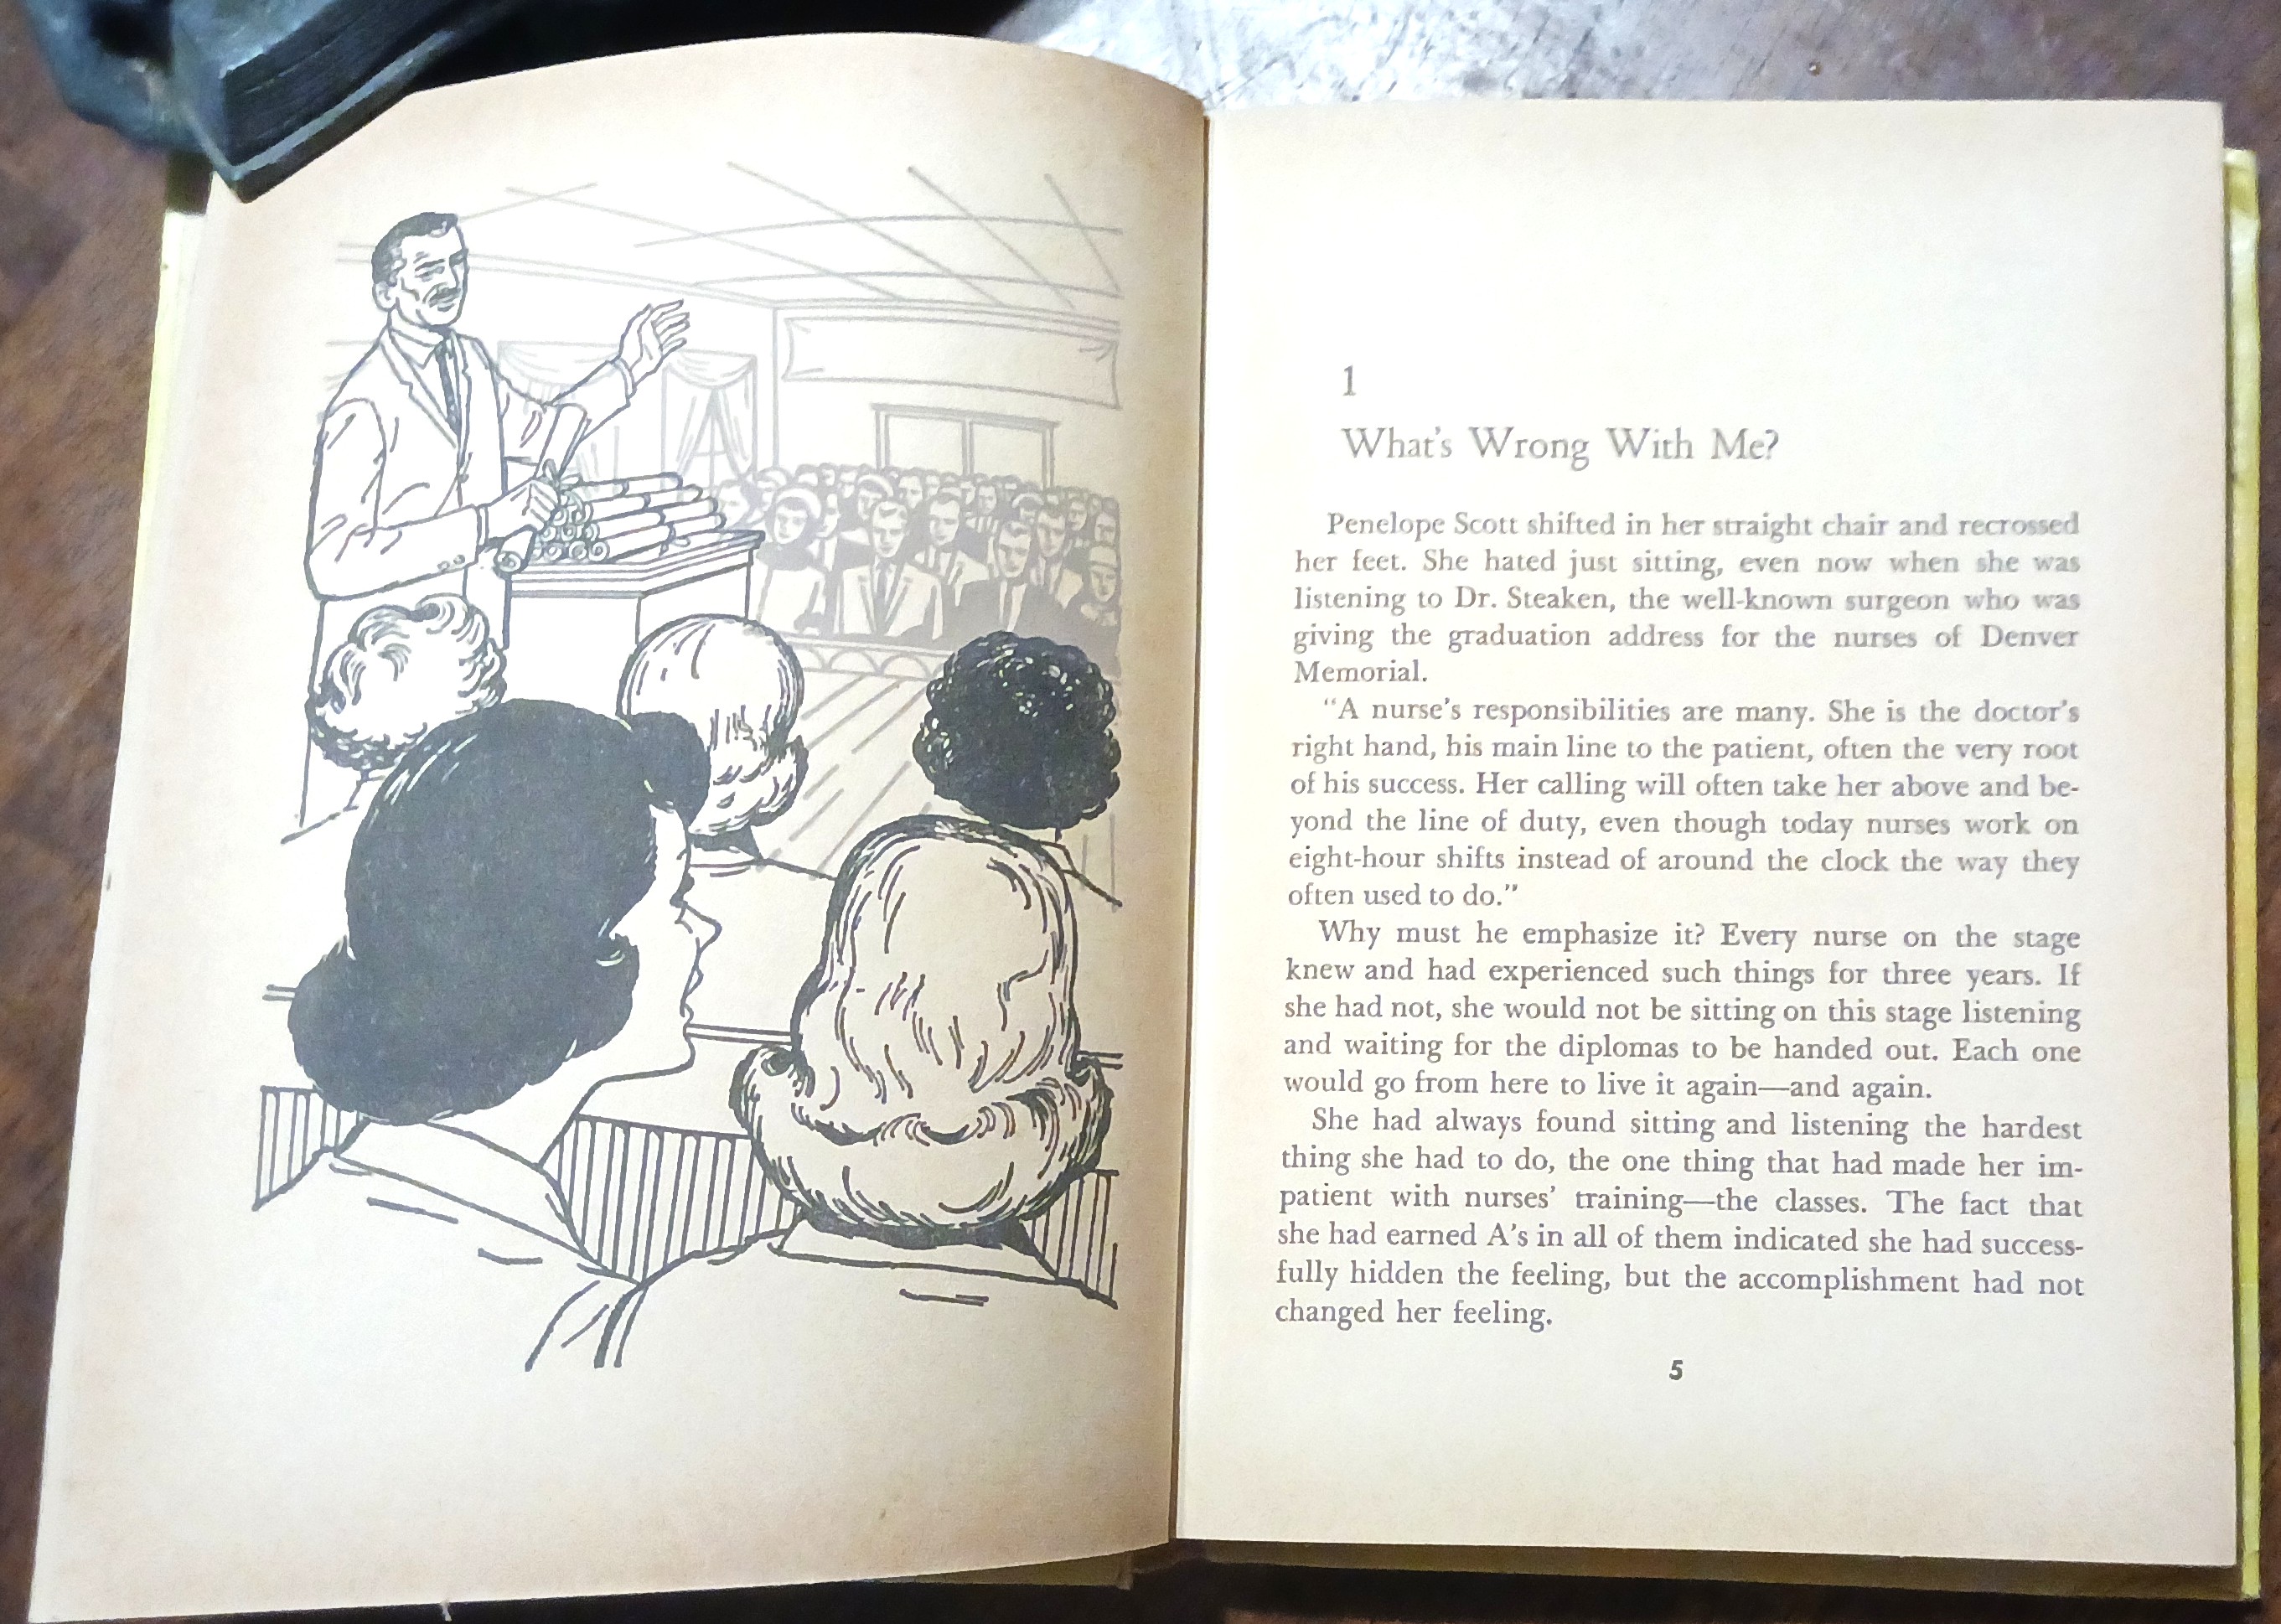 1
What's Wrong With Me?
Penelope Scott shifted in her straight chair and recrossed
her feet. She hated just sitting, even now when she was
listening to Dr. Steaken, the well-known surgeon who was
giving the graduation address for the nurses of Denver
Memorial.
"A nurse's responsibilities are many. She is the doctor's
right hand, his main line to the patient, often the very root
of his success. Her calling will often take her above and be-
yond the line of duty, even though today nurses work on
eight-hour shifts instead of around the clock the way they
often used to do."
Why must he emphasize it? Every nurse on the stage
knew and had experienced such things for three years. If
she had not, she would not be sitting on this stage listening
and waiting for the diplomas to be handed out. Each one
would go from here to live it again—and again.
She had always found sitting and listening the hardest
thing she had to do, the one thing that had made her im-
patient with nurses' training—the classes. The fact that
she had earned A's in all of them indicated she had success-
fully hidden the feeling, but the accomplishment had not
changed her feeling.
5